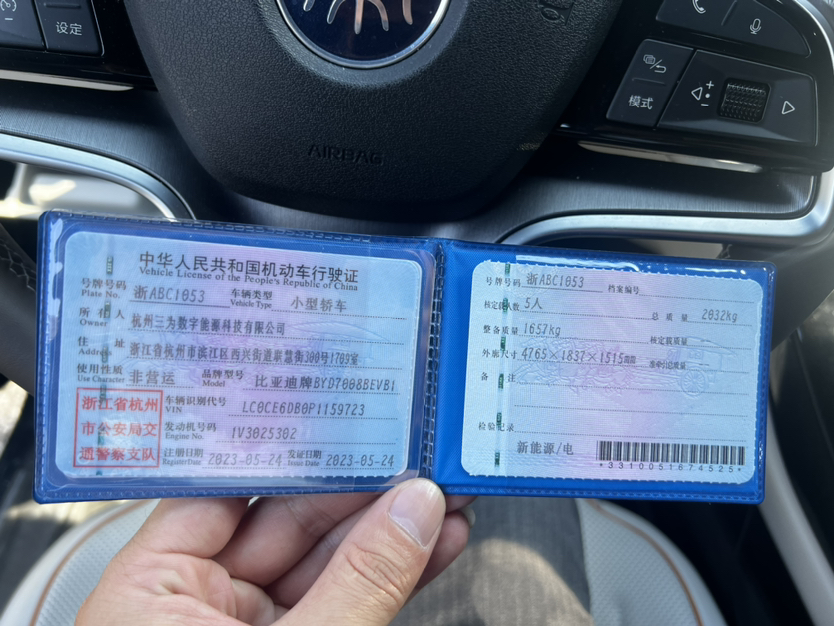 设定
模式
AIRBAG
中华人民共和国机动车行驶证
Vehicle License of the People's Republic of China
号牌号码 浙ABC1053 车辆类型 小型轿车
Plate No. Vehicle Type
所有人 杭州三为数字能源科技有限公司
Owner
住址 浙江省杭州市滨江区西兴街道联慧街300号1709室
Address
使用性质 非营运 品牌型号 比亚迪牌BYD7008BEVB1
Use Character Model
浙江省杭州
市公安局交
通警察支队
车辆识别代号 LC0CE6DB0P1159723
VIN
发动机号码 1V3025302
Engine No.
注册日期 2023-05-24 发证日期 2023-05-24
Register Date Issue Date
号牌号码 浙ABC1053 档案编号
核定载人数 5人 总质量 2032kg
整备质量 1657kg 核定载质量
外廓尺寸 4765×1837×1515mm 准牵引总质量
备注
检验记录
新能源/电
*3310051674525*